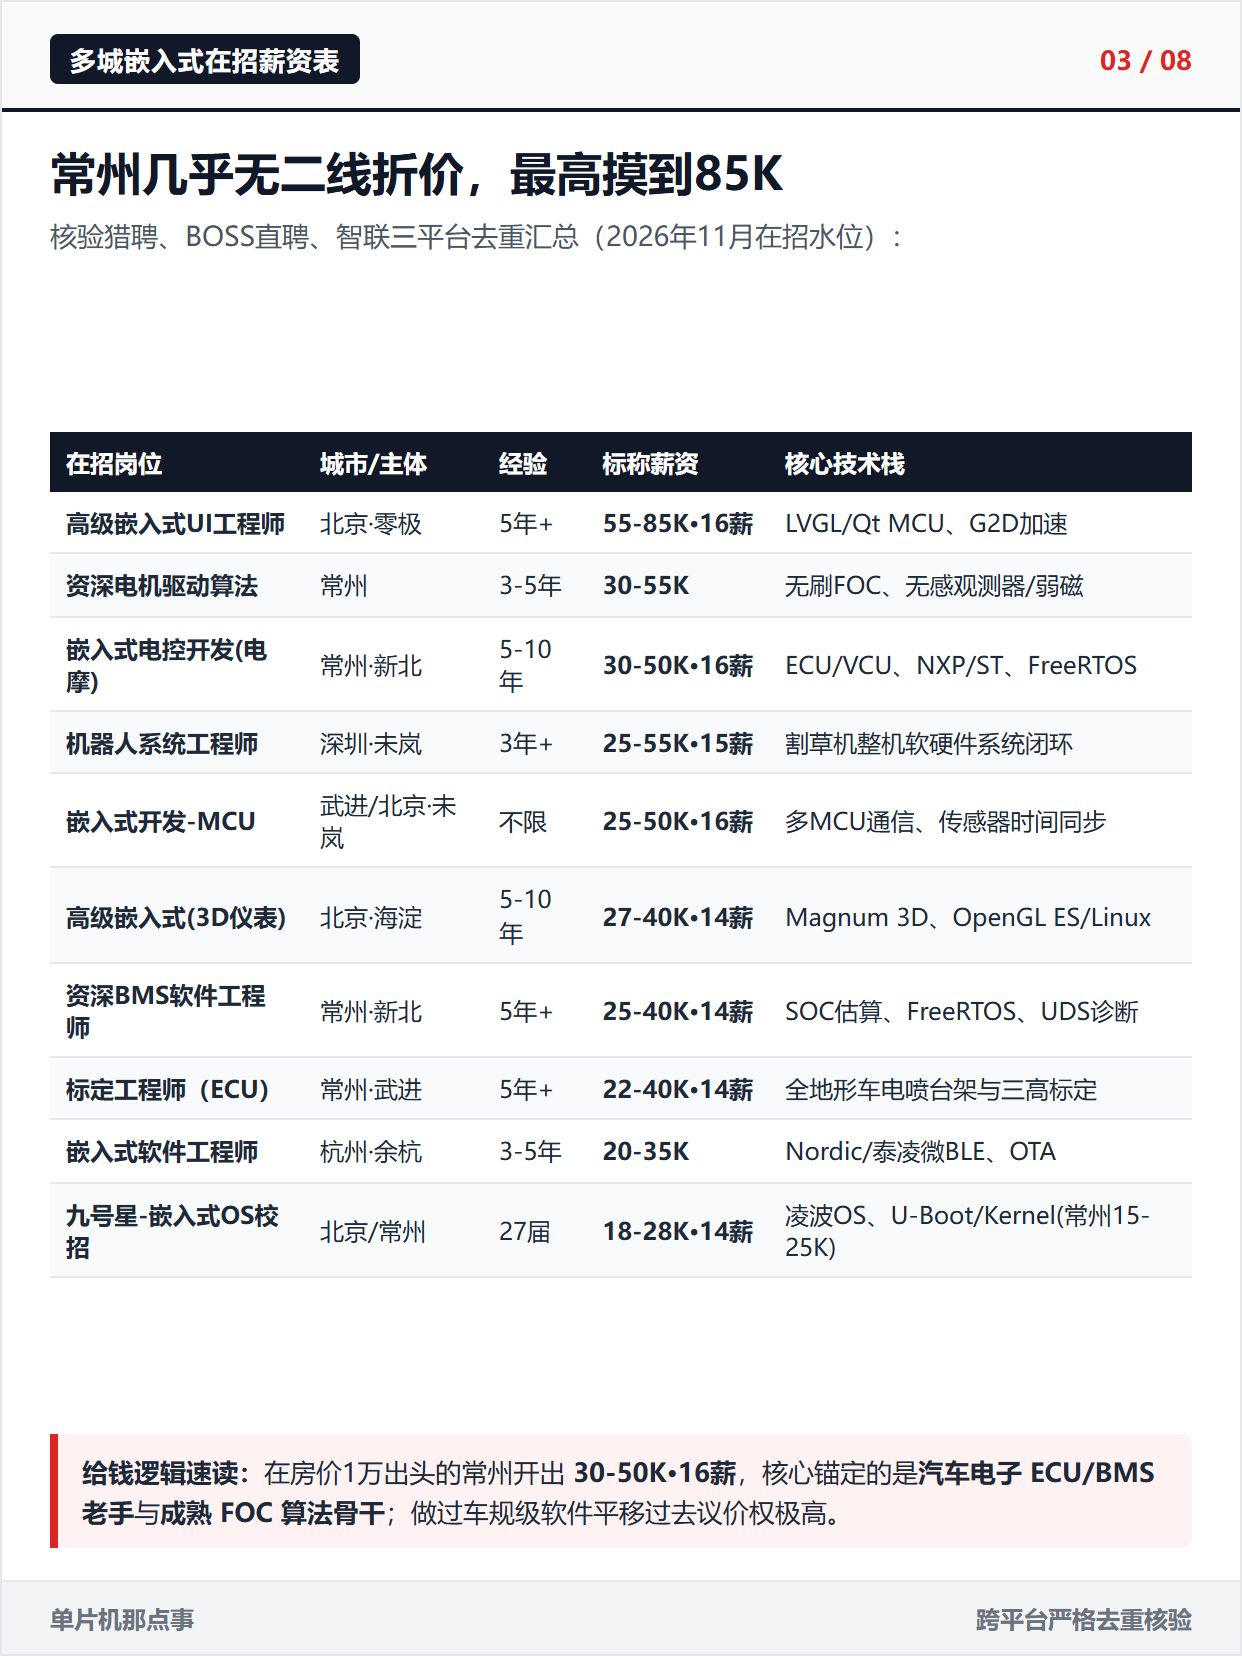 多城嵌入式在招薪资表
03 / 08
常州几乎无二线折价，最高摸到85K
核验猎聘、BOSS直聘、智联三平台去重汇总（2026年11月在招水位）：
在招岗位 城市/主体 经验 标称薪资 核心技术栈
高级嵌入式UI工程师 北京·零极 5年+ 55-85K•16薪 LVGL/Qt MCU、G2D加速
资深电机驱动算法 常州 3-5年 30-55K 无刷FOC、无感观测器/弱磁
嵌入式电控开发(电
摩) 常州·新北 5-10
年 30-50K•16薪 ECU/VCU、NXP/ST、FreeRTOS
机器人系统工程师 深圳·未岚 3年+ 25-55K•15薪 割草机整机软硬件系统闭环
嵌入式开发-MCU 武进/北京·未
岚 不限 25-50K•16薪 多MCU通信、传感器时间同步
高级嵌入式(3D仪表) 北京·海淀 5-10
年 27-40K•14薪 Magnum 3D、OpenGL ES/Linux
资深BMS软件工程
师 常州·新北 5年+ 25-40K•14薪 SOC估算、FreeRTOS、UDS诊断
标定工程师（ECU） 常州·武进 5年+ 22-40K•14薪 全地形车电喷台架与三高标定
嵌入式软件工程师 杭州·余杭 3-5年 20-35K Nordic/泰凌微BLE、OTA
九号星-嵌入式OS校
招 北京/常州 27届 18-28K•14薪 凌波OS、U-Boot/Kernel(常州15-
25K)
给钱逻辑速读：在房价1万出头的常州开出 30-50K•16薪，核心锚定的是汽车电子 ECU/BMS
老手与成熟 FOC 算法骨干；做过车规级软件平移过去议价权极高。
单片机那点事
跨平台严格去重核验